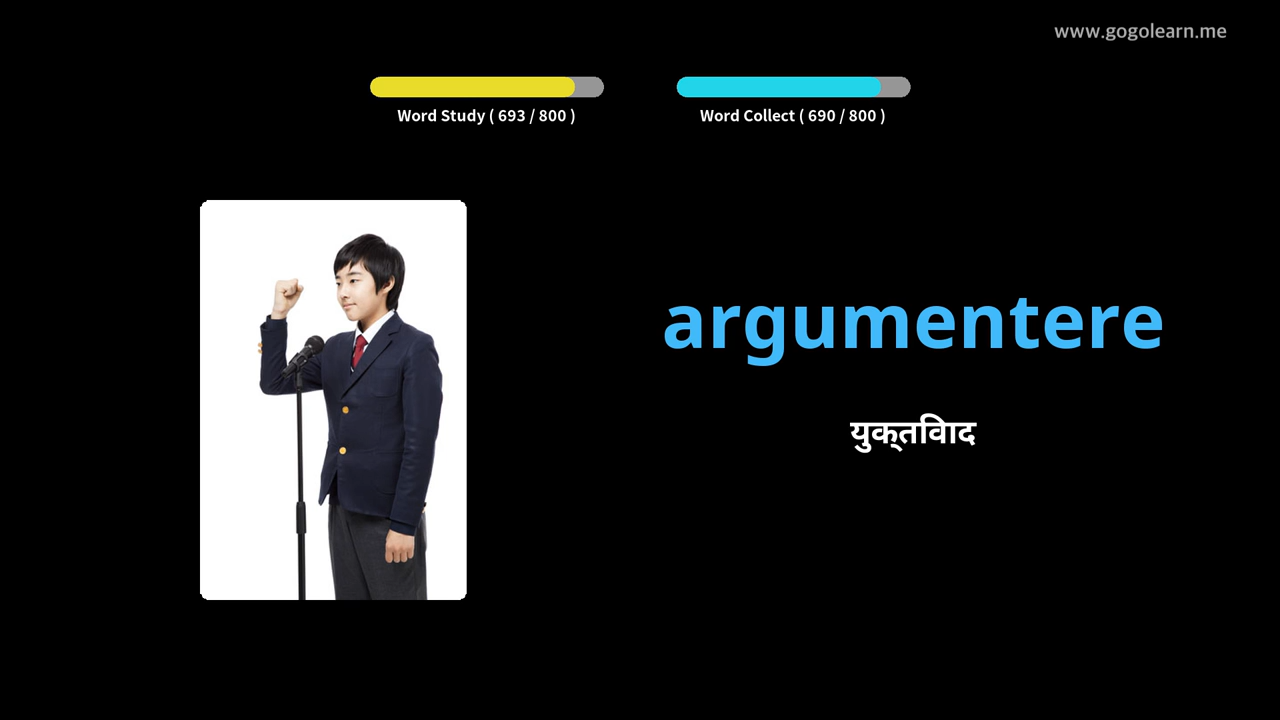 www.gogolearn.me
Word Study ( 693 / 800 )
Word Collect ( 690 / 800 )
argumentere
युक्तिवाद